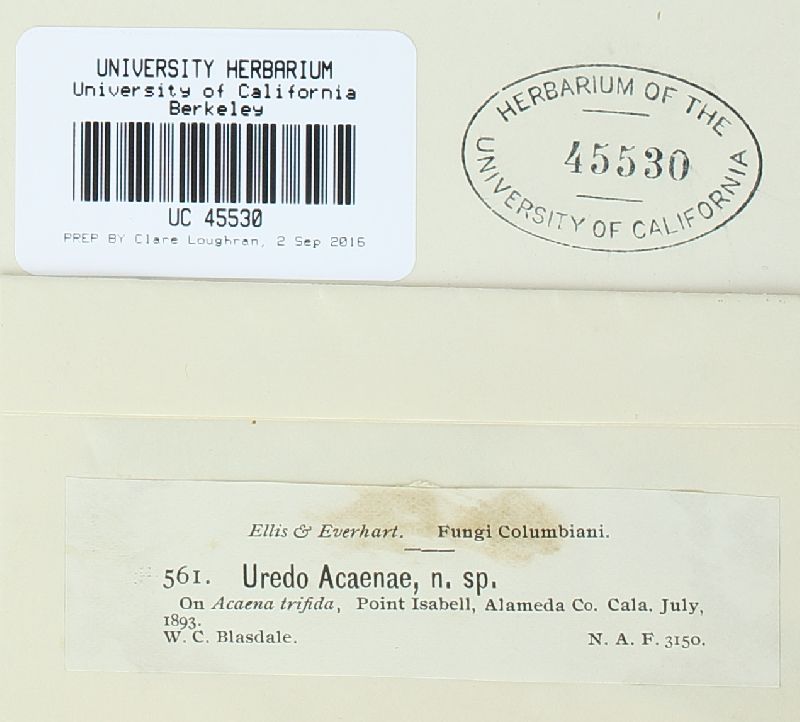 UNIVERSITY HERBARIUM
University of California
Berkeley
UC 45530
PREP BY Clare Loughran, 2 Sep 2016
HERBARIUM OF THE
45530
UNIVERSITY OF CALIFORNIA
Ellis & Everhart. Fungi Columbiani.
561. Uredo Acaenae, n. sp.
On Acaena trifida, Point Isabell, Alameda Co. Cala. July,
1893.
W. C. Blasdale. N. A. F. 3150.